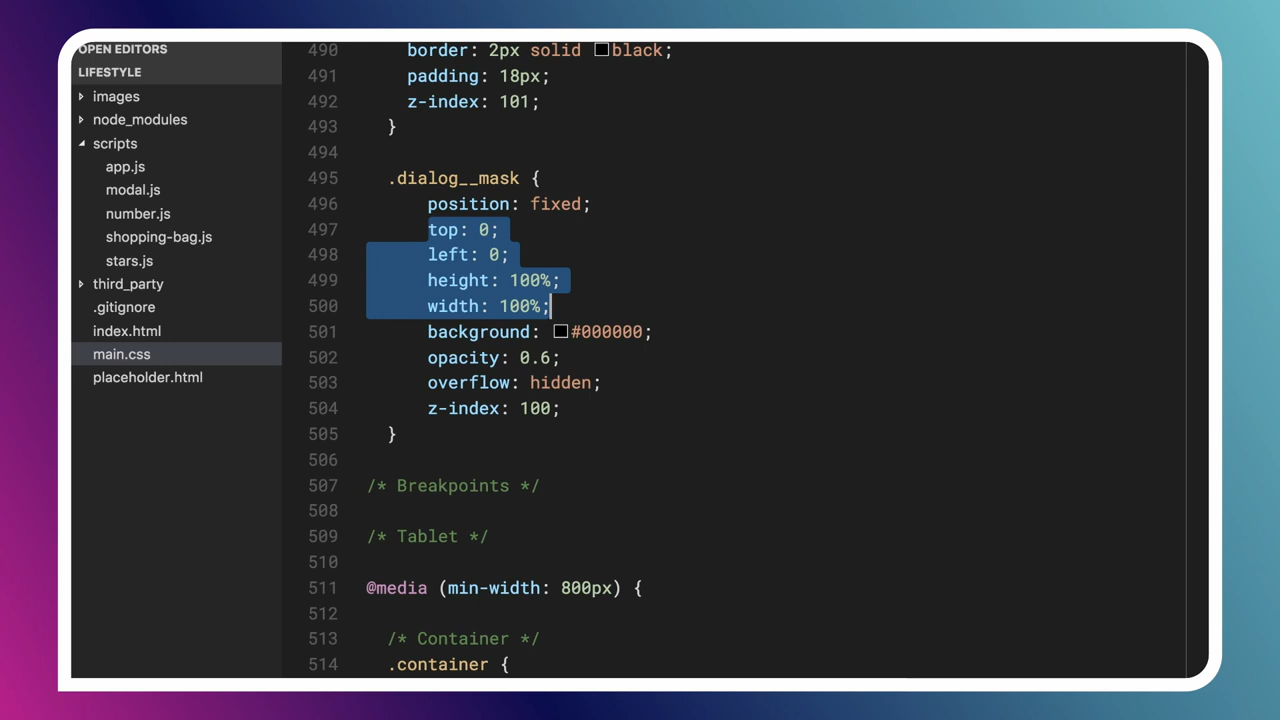 OPEN EDITORS
LIFESTYLE
images
node_modules
scripts
app.js
modal.js
number.js
shopping-bag.js
stars.js
third_party
.gitignore
index.html
main.css
placeholder.html
490 border: 2px solid black;
491 padding: 18px;
492 z-index: 101;
493 }
494
495 .dialog__mask {
496 position: fixed;
497 top: 0;
498 left: 0;
499 height: 100%;
500 width: 100%;
501 background: #000000;
502 opacity: 0.6;
503 overflow: hidden;
504 z-index: 100;
505 }
506
507 /* Breakpoints */
508
509 /* Tablet */
510
511 @media (min-width: 800px) {
512
513 /* Container */
514 .container {